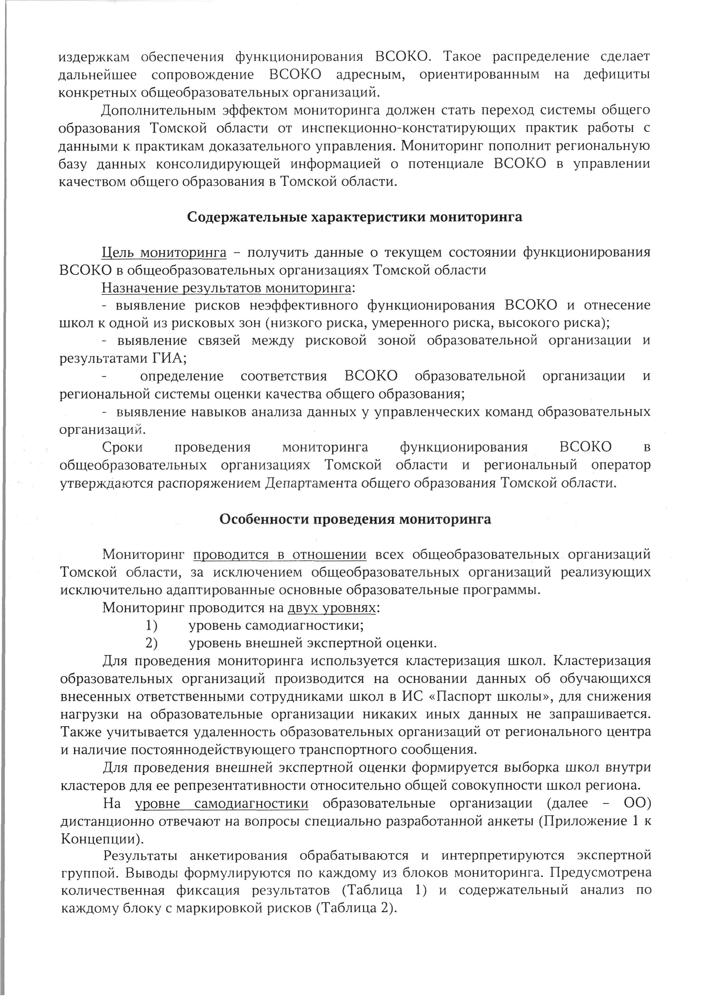 издержкам обеспечения функционирования ВСОКО. Такое распределение сделает
дальнейшее сопровождение ВСОКО адресным, ориентированным на дефициты
конкретных общеобразовательных организаций.
Дополнительным эффектом мониторинга должен стать переход системы общего
образования Томской области от инспекционно-констатирующих практик работы с
данными к практикам доказательного управления. Мониторинг пополнит региональную
базу данных консолидирующей информацией о потенциале ВСОКО в управлении
качеством общего образования в Томской области.
Содержательные характеристики мониторинга
Цель мониторинга – получить данные о текущем состоянии функционирования
ВСОКО в общеобразовательных организациях Томской области
Назначение результатов мониторинга:
- выявление рисков неэффективного функционирования ВСОКО и отнесение
школ к одной из рисковых зон (низкого риска, умеренного риска, высокого риска);
- выявление связей между рисковой зоной образовательной организации и
результатами ГИА;
- определение соответствия ВСОКО образовательной организации и
региональной системы оценки качества общего образования;
- выявление навыков анализа данных у управленческих команд образовательных
организаций.
Сроки проведения мониторинга функционирования ВСОКО в
общеобразовательных организациях Томской области и региональный оператор
утверждаются распоряжением Департамента общего образования Томской области.
Особенности проведения мониторинга
Мониторинг проводится в отношении всех общеобразовательных организаций
Томской области, за исключением общеобразовательных организаций реализующих
исключительно адаптированные основные образовательные программы.
Мониторинг проводится на двух уровнях:
1) уровень самодиагностики;
2) уровень внешней экспертной оценки.
Для проведения мониторинга используется кластеризация школ. Кластеризация
образовательных организаций производится на основании данных об обучающихся
внесенных ответственными сотрудниками школ в ИС «Паспорт школы», для снижения
нагрузки на образовательные организации никаких иных данных не запрашивается.
Также учитывается удаленность образовательных организаций от регионального центра
и наличие постояннодействующего транспортного сообщения.
Для проведения внешней экспертной оценки формируется выборка школ внутри
кластеров для ее репрезентативности относительно общей совокупности школ региона.
На уровне самодиагностики образовательные организации (далее – ОО)
дистанционно отвечают на вопросы специально разработанной анкеты (Приложение 1 к
Концепции).
Результаты анкетирования обрабатываются и интерпретируются экспертной
группой. Выводы формулируются по каждому из блоков мониторинга. Предусмотрена
количественная фиксация результатов (Таблица 1) и содержательный анализ по
каждому блоку с маркировкой рисков (Таблица 2).